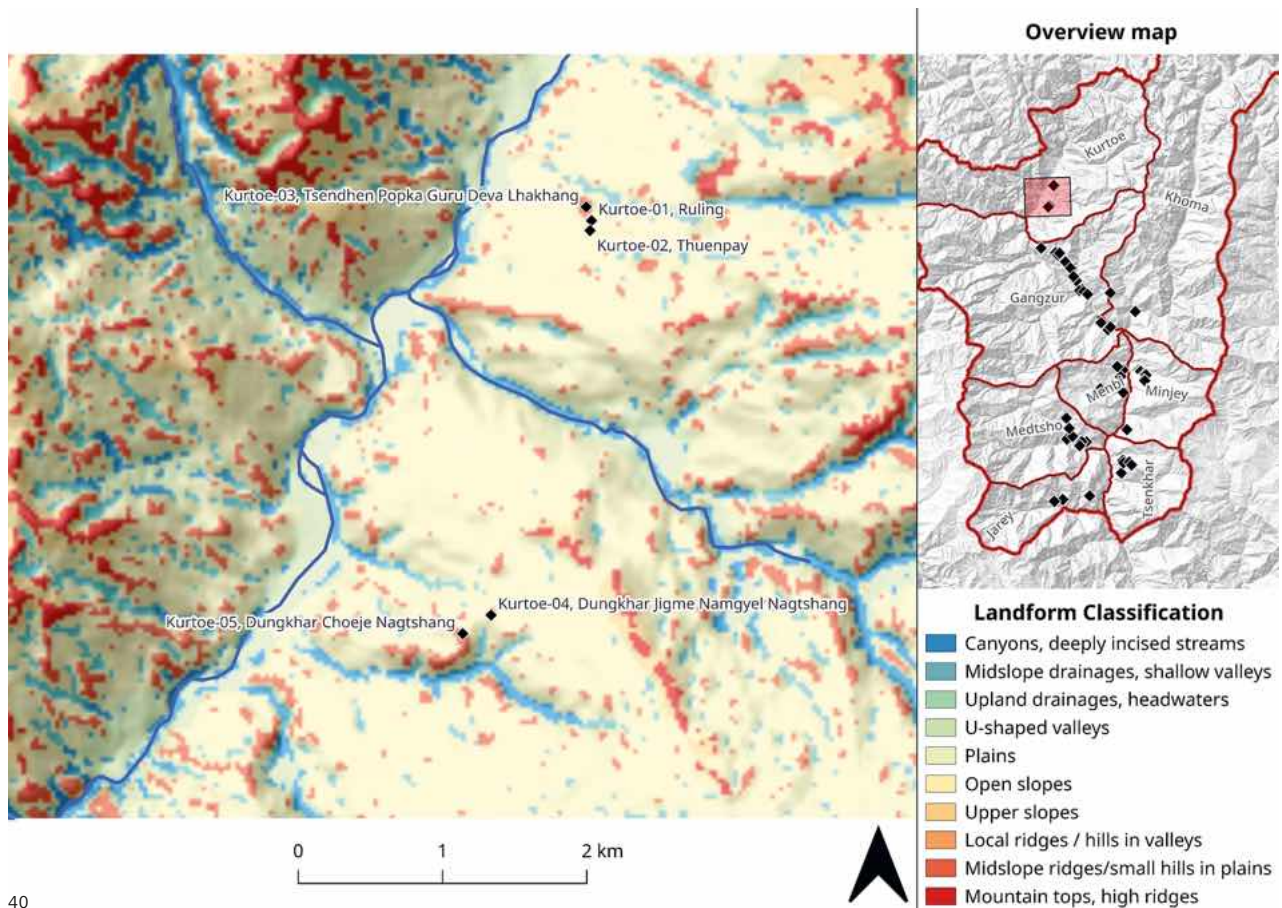 Kurtoe-03, Tsendhen Popka Guru Deva Lhakhang
Kurtoe-01, Ruling
Kurtoe-02, Thuenpay
Kurtoe-04, Dungkhar Jigme Namgyel Nagtshang
Kurtoe-05, Dungkhar Choeje Nagtshang
0 1 2 km
40
Overview map
Kurtoe
Khoma
Gangzur
Menbi
Minjey
Medtsho
Tsenkhar
Jarey
Landform Classification
Canyons, deeply incised streams
Midslope drainages, shallow valleys
Upland drainages, headwaters
U-shaped valleys
Plains
Open slopes
Upper slopes
Local ridges / hills in valleys
Midslope ridges/small hills in plains
Mountain tops, high ridges